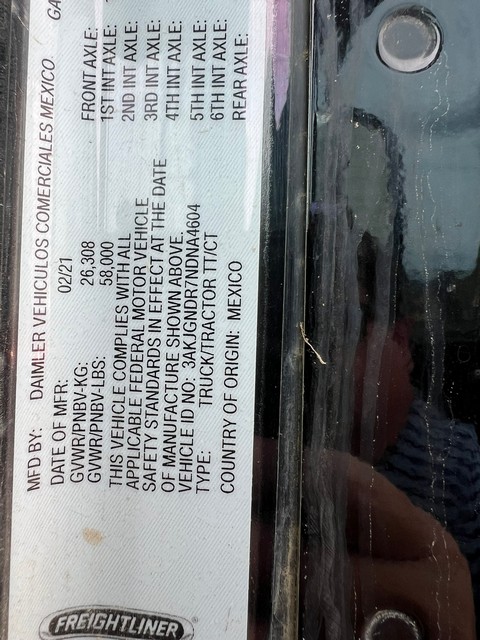 FREIGHTLINER®
MFD BY: DAIMLER VEHICULOS COMERCIALES MEXICO GA
DATE OF MFR: 02/21 FRONT AXLE:
GVWR/PNBV-KG: 26,308 1ST INT AXLE:
GVWR/PNBV-LBS: 58,000 2ND INT AXLE:
THIS VEHICLE COMPLIES WITH ALL 3RD INT AXLE:
APPLICABLE FEDERAL MOTOR VEHICLE 4TH INT AXLE:
SAFETY STANDARDS IN EFFECT AT THE DATE 5TH INT AXLE:
OF MANUFACTURE SHOWN ABOVE. 6TH INT AXLE:
VEHICLE ID NO: 3AKJGNDR7NDNA4604 REAR AXLE:
TYPE: TRUCK/TRACTOR TT/CT
COUNTRY OF ORIGIN: MEXICO